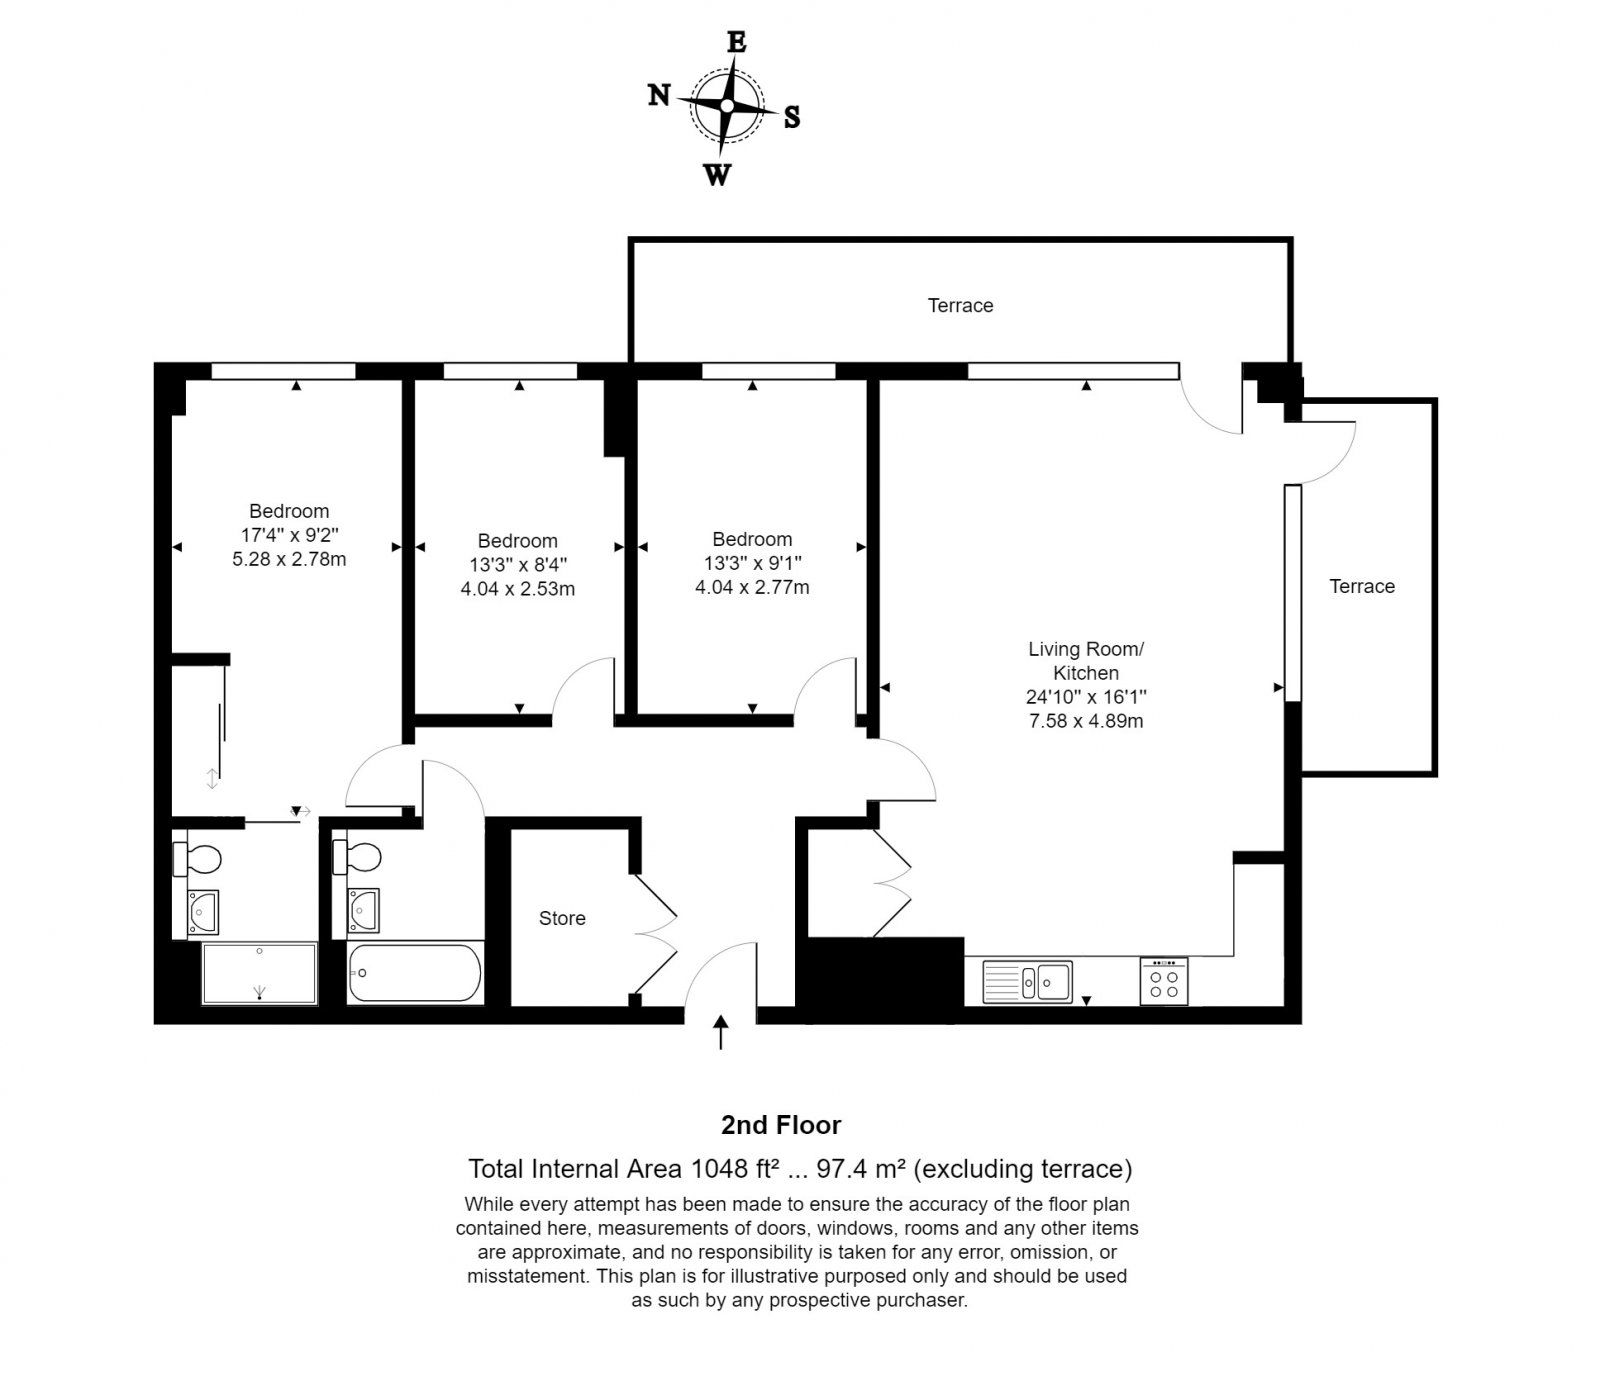 E
N
S
W
Terrace
Bedroom
17'4" x 9'2"
5.28 x 2.78m
Bedroom
13'3" x 8'4"
4.04 x 2.53m
Bedroom
13'3" x 9'1"
4.04 x 2.77m
Terrace
Living Room/
Kitchen
24'10" x 16'1"
7.58 x 4.89m
Store
2nd Floor
Total Internal Area 1048 ft² ... 97.4 m² (excluding terrace)
While every attempt has been made to ensure the accuracy of the floor plan
contained here, measurements of doors, windows, rooms and any other items
are approximate, and no responsibility is taken for any error, omission, or
misstatement. This plan is for illustrative purposed only and should be used
as such by any prospective purchaser.